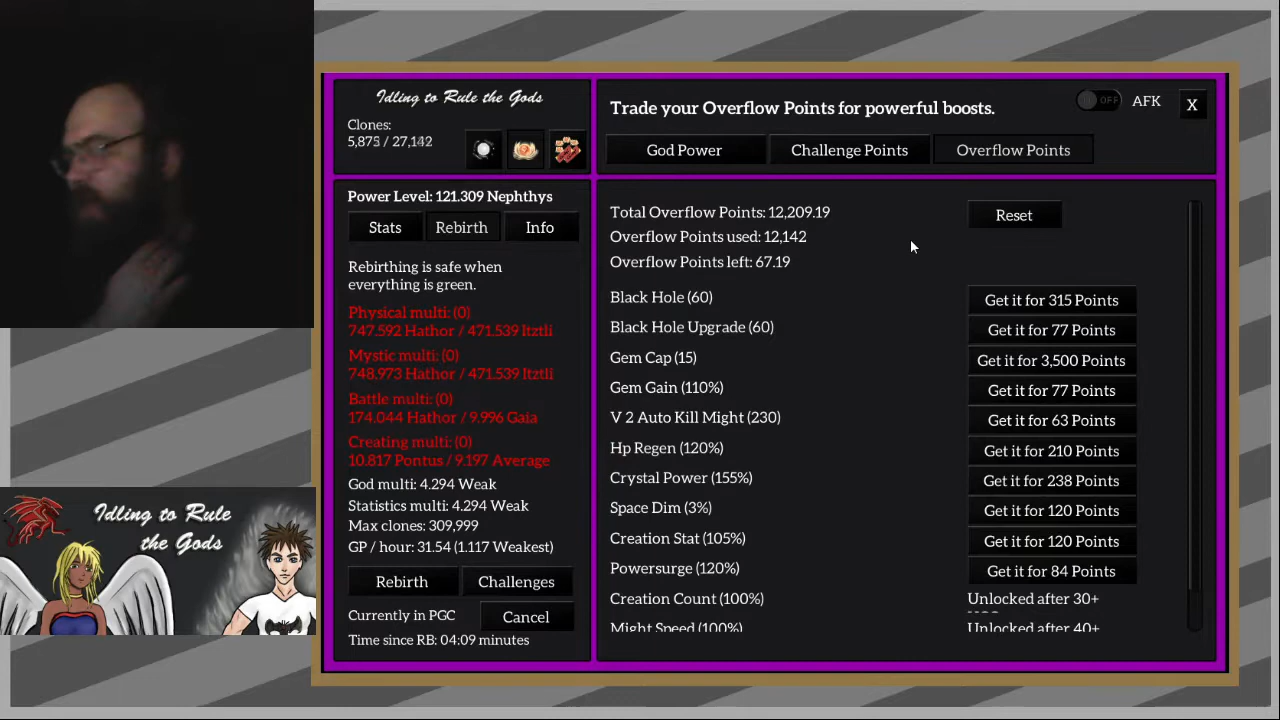 Idling to Rule the Gods
Clones:
5,875 / 27,142
Power Level: 121.309 Nephthys
Stats
Rebirth
Info
Rebirthing is safe when
everything is green.
Physical multi: (0)
747.592 Hathor / 471.539 Itztli
Mystic multi: (0)
748.973 Hathor / 471.539 Itztli
Battle multi: (0)
174.044 Hathor / 9.996 Gaia
Creating multi: (0)
10.817 Pontus / 9.197 Average
God multi: 4.294 Weak
Statistics multi: 4.294 Weak
Max clones: 309,999
GP / hour: 31.54 (1.117 Weakest)
Rebirth
Challenges
Currently in PGC
Cancel
Time since RB: 04:09 minutes
Trade your Overflow Points for powerful boosts.
OFF
AFK
X
God Power
Challenge Points
Overflow Points
Total Overflow Points: 12,209.19
Reset
Overflow Points used: 12,142
Overflow Points left: 67.19
Black Hole (60)
Get it for 315 Points
Black Hole Upgrade (60)
Get it for 77 Points
Gem Cap (15)
Get it for 3,500 Points
Gem Gain (110%)
Get it for 77 Points
V 2 Auto Kill Might (230)
Get it for 63 Points
Hp Regen (120%)
Get it for 210 Points
Crystal Power (155%)
Get it for 238 Points
Space Dim (3%)
Get it for 120 Points
Creation Stat (105%)
Get it for 120 Points
Powersurge (120%)
Get it for 84 Points
Creation Count (100%)
Unlocked after 30+
Might Speed (100%)
Unlocked after 40+
Idling to Rule
the Gods